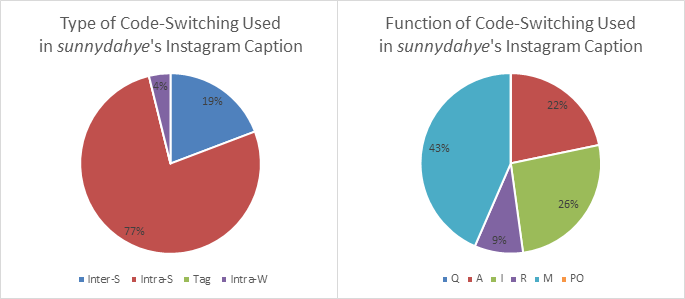 Type of Code-Switching Used
in sunnydahye's Instagram Caption
4%
19%
77%
Inter-S Intra-S Tag Intra-W
Function of Code-Switching Used
in sunnydahye's Instagram Caption
22%
43%
26%
9%
Q A I R M PO